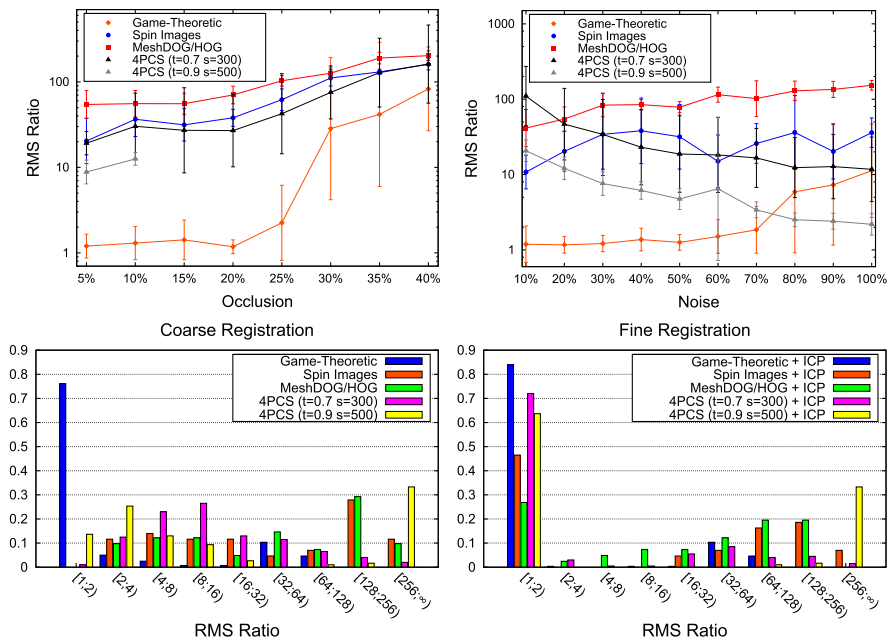 Game-Theoretic
Spin Images
MeshDOG/HOG
4PCS (t=0.7 s=300)
4PCS (t=0.9 s=500)
RMS Ratio
100
10
1
5%
10%
15%
20%
25%
30%
35%
40%
Occlusion
Game-Theoretic
Spin Images
MeshDOG/HOG
4PCS (t=0.7 s=300)
4PCS (t=0.9 s=500)
RMS Ratio
1000
100
10
1
10%
20%
30%
40%
50%
60%
70%
80%
90%
100%
Noise
Coarse Registration
Game-Theoretic
Spin Images
MeshDOG/HOG
4PCS (t=0.7 s=300)
4PCS (t=0.9 s=500)
0.9
0.8
0.7
0.6
0.5
0.4
0.3
0.2
0.1
0
[1;2)
[2;4)
[4;8)
[8;16)
[16;32)
[32;64)
[64;128)
[128;256)
[256;∞)
RMS Ratio
Fine Registration
Game-Theoretic + ICP
Spin Images + ICP
MeshDOG/HOG + ICP
4PCS (t=0.7 s=300) + ICP
4PCS (t=0.9 s=500) + ICP
0.9
0.8
0.7
0.6
0.5
0.4
0.3
0.2
0.1
0
[1;2)
[2;4)
[4;8)
[8;16)
[16;32)
[32;64)
[64;128)
[128;256)
[256;∞)
RMS Ratio